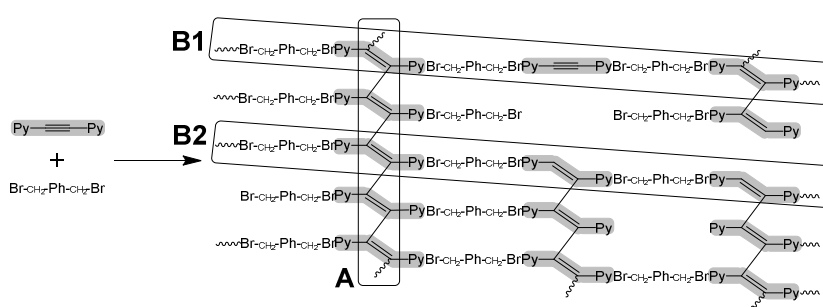 Py Py
+
Br-CH₂-Ph-CH₂-Br
B1
Br-CH₂-Ph-CH₂-BrPy PyBr-CH₂-Ph-CH₂-BrPy PyBr-CH₂-Ph-CH₂-BrPy Py
Br-CH₂-Ph-CH₂-BrPy PyBr-CH₂-Ph-CH₂-Br Br-CH₂-Ph-CH₂-BrPy Py
B2
Br-CH₂-Ph-CH₂-BrPy PyBr-CH₂-Ph-CH₂-BrPy PyBr-CH₂-Ph-CH₂-BrPy Py
Br-CH₂-Ph-CH₂-BrPy PyBr-CH₂-Ph-CH₂-BrPy Py Py Py
Br-CH₂-Ph-CH₂-BrPy PyBr-CH₂-Ph-CH₂-BrPy PyBr-CH₂-Ph-CH₂-BrPy Py
A